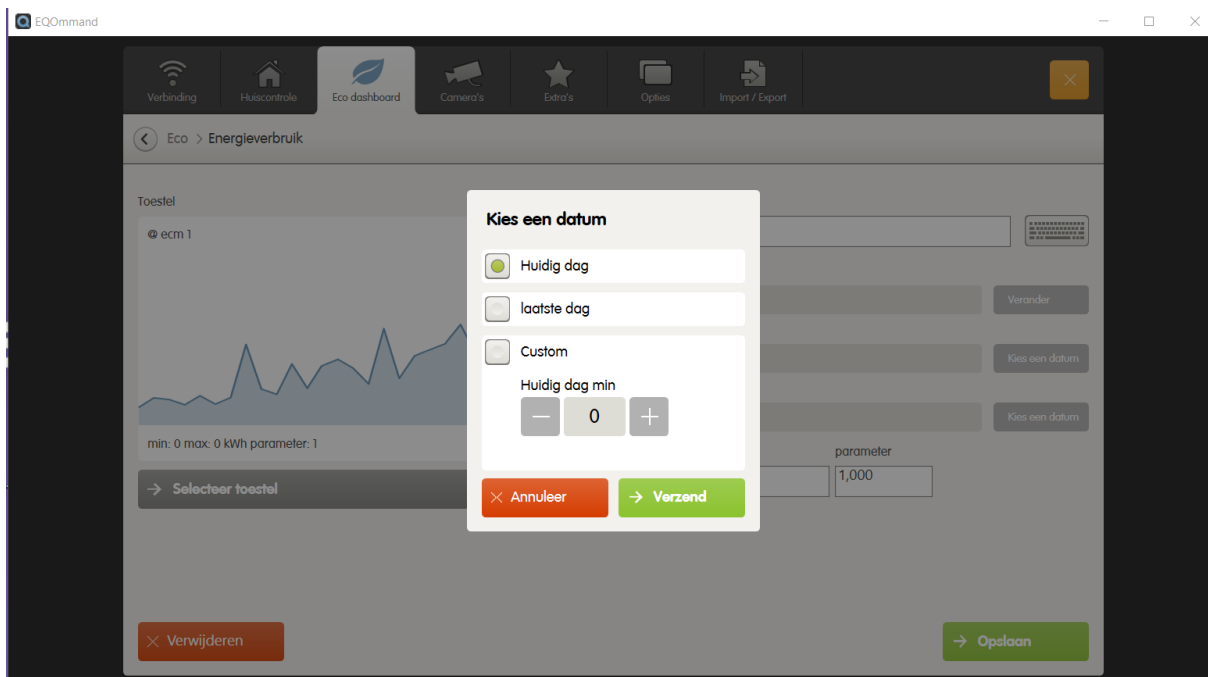 EQOmmand
Verbinding
Huiscontrole
Eco dashboard
Camera's
Extra's
Opties
Import / Export
Eco > Energieverbruik
Toestel
@ ecm 1
min: 0 max: 0 kWh parameter: 1
Selecteer toestel
Kies een datum
Huidig dag
laatste dag
Custom
Huidig dag min
0
Annuleer
Verzend
Verander
Kies een datum
Kies een datum
parameter
1,000
Verwijderen
Opslaan